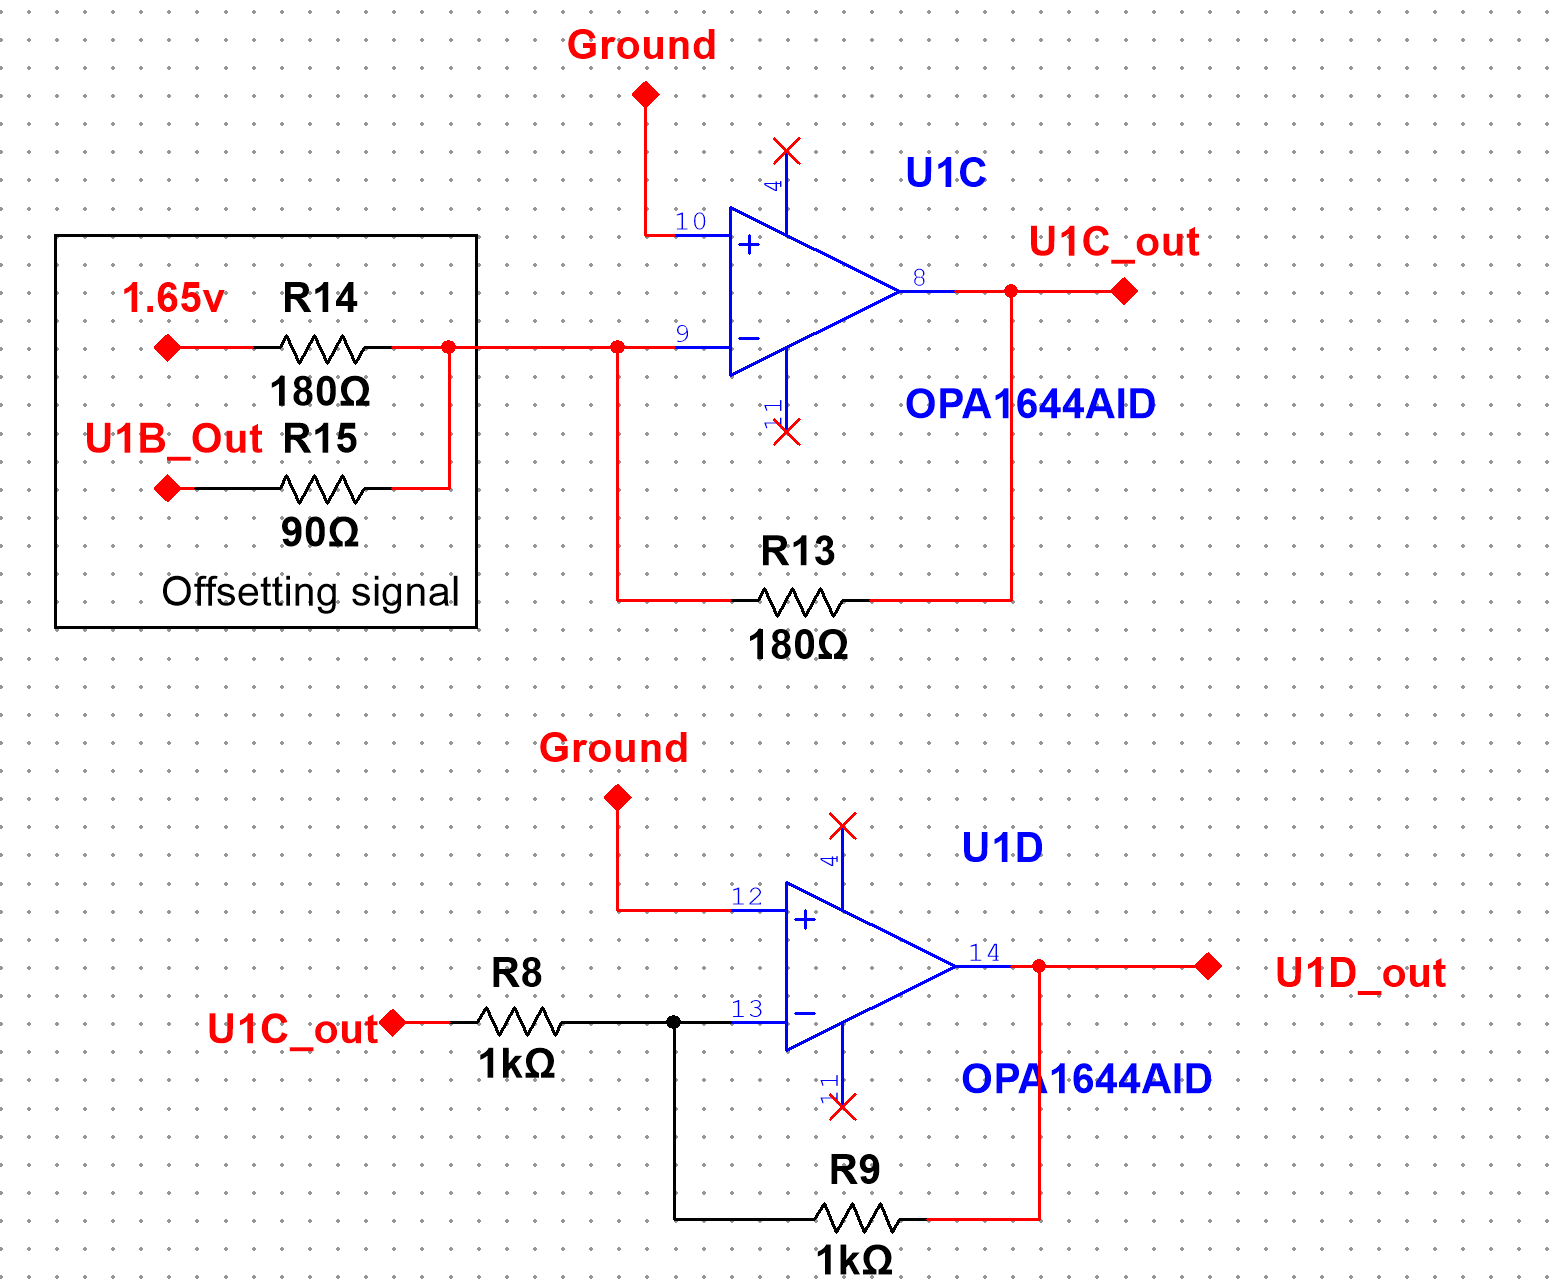 Ground
4
U1C
10
+
U1C_out
8
1.65v
R14
9
−
180Ω
11
OPA1644AID
U1B_Out
R15
90Ω
R13
Offsetting signal
180Ω
Ground
4
U1D
12
+
14
R8
U1D_out
13
−
U1C_out
1kΩ
11
OPA1644AID
R9
1kΩ